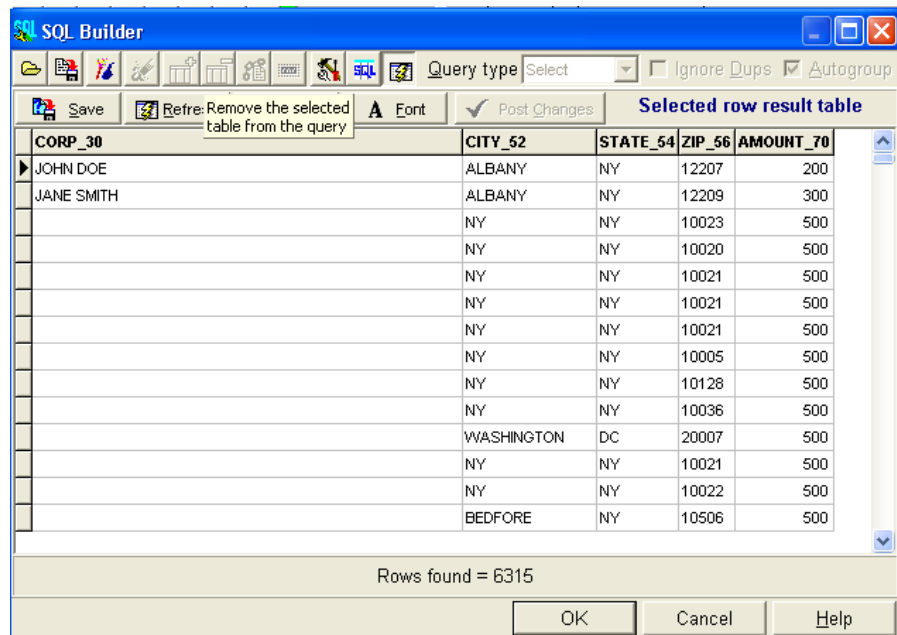 SQL SQL Builder
SQL Query type Select Ignore Dups Autogroup
Save Refre Remove the selected table from the query A Font Post Changes Selected row result table
CORP_30 CITY_52 STATE_54 ZIP_56 AMOUNT_70
JOHN DOE ALBANY NY 12207 200
JANE SMITH ALBANY NY 12209 300
NY NY 10023 500
NY NY 10020 500
NY NY 10021 500
NY NY 10021 500
NY NY 10021 500
NY NY 10005 500
NY NY 10128 500
NY NY 10036 500
WASHINGTON DC 20007 500
NY NY 10021 500
NY NY 10022 500
BEDFORE NY 10506 500
Rows found = 6315
OK Cancel Help